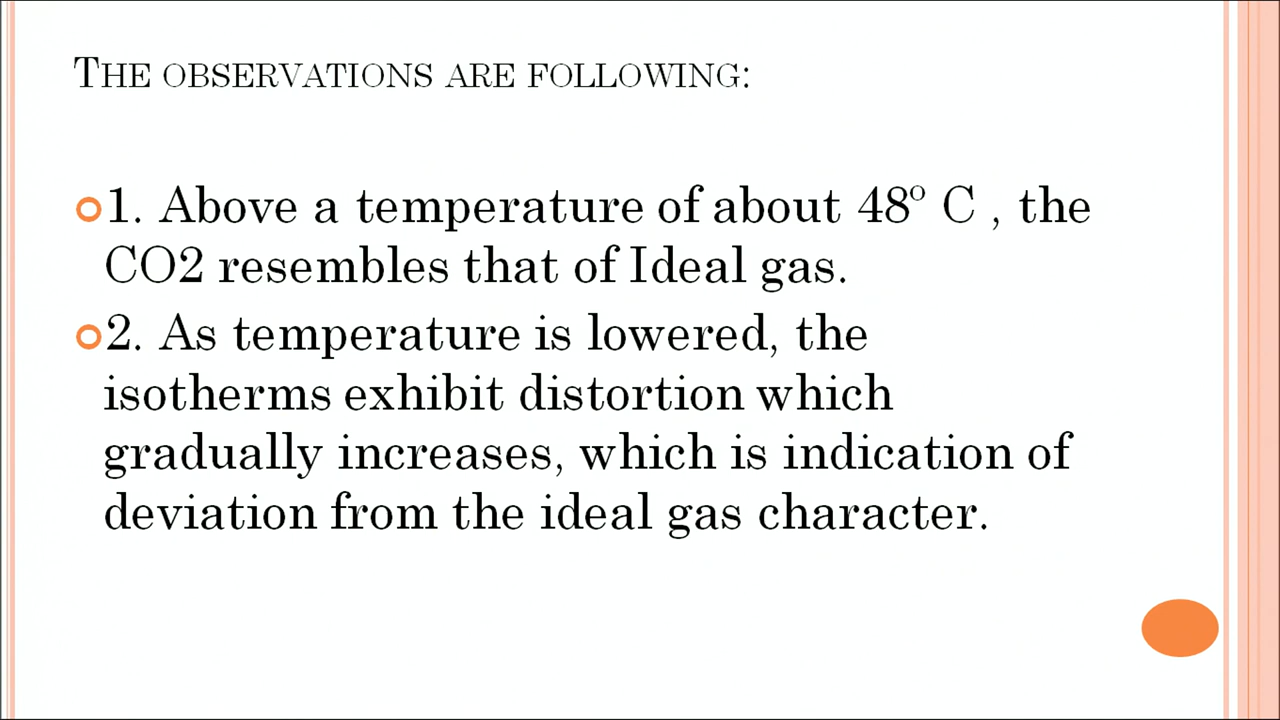 The observations are following:
1. Above a temperature of about 48º C , the
CO2 resembles that of Ideal gas.
2. As temperature is lowered, the
isotherms exhibit distortion which
gradually increases, which is indication of
deviation from the ideal gas character.